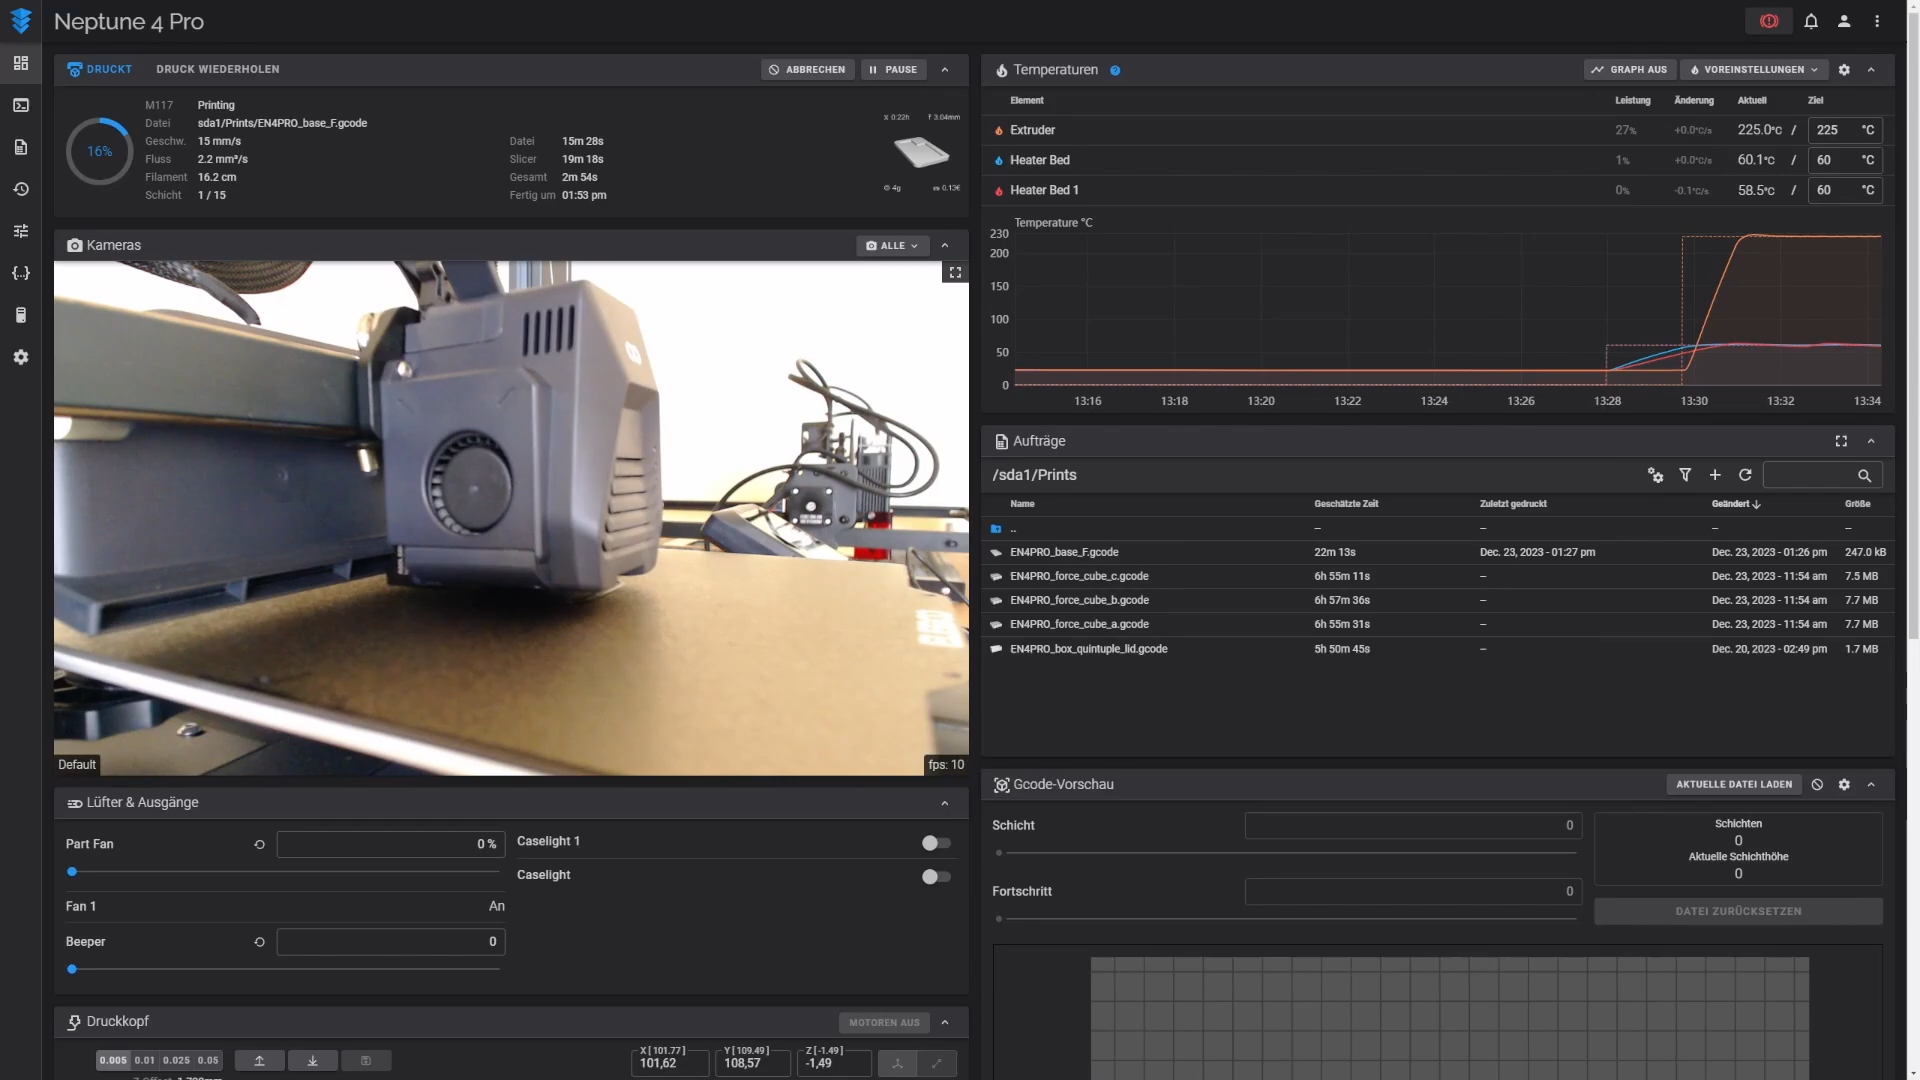 Neptune 4 Pro
DRUCKT DRUCK WIEDERHOLEN ABBRECHEN PAUSE
M117 Printing
Datei sda1/Prints/EN4PRO_base_F.gcode
Geschw. 15 mm/s Datei 15m 28s
16% Fluss 2.2 mm³/s Slicer 19m 18s
Filament 16.2 cm Gesamt 2m 54s
Schicht 1 / 15 Fertig um 01:53 pm
0.22h 3.04mm
4g 0.13€
Kameras ALLE
Default fps: 10
Lüfter & Ausgänge
Part Fan 0 %
Caselight 1
Caselight
Fan 1 An
Beeper 0
Druckkopf MOTOREN AUS
0.005 0.01 0.025 0.05
X [ 101.77 ] Y [ 109.49 ] Z [ -1.49 ]
101,62 108,57 -1,49
Temperaturen GRAPH AUS VOREINSTELLUNGEN
Element Leistung Änderung Aktuell Ziel
Extruder 27% +0.0°C/s 225.0°C / 225 °C
Heater Bed 1% +0.0°C/s 60.1°C / 60 °C
Heater Bed 1 0% -0.1°C/s 58.5°C / 60 °C
Temperature °C
230
200
150
100
50
0
13:16 13:18 13:20 13:22 13:24 13:26 13:28 13:30 13:32 13:34
Aufträge
/sda1/Prints
Name Geschätzte Zeit Zuletzt gedruckt Geändert Größe
.. – – – –
EN4PRO_base_F.gcode 22m 13s Dec. 23, 2023 - 01:27 pm Dec. 23, 2023 - 01:26 pm 247.0 kB
EN4PRO_force_cube_c.gcode 6h 55m 11s – Dec. 23, 2023 - 11:54 am 7.5 MB
EN4PRO_force_cube_b.gcode 6h 57m 36s – Dec. 23, 2023 - 11:54 am 7.7 MB
EN4PRO_force_cube_a.gcode 6h 55m 31s – Dec. 23, 2023 - 11:54 am 7.7 MB
EN4PRO_box_quintuple_lid.gcode 5h 50m 45s – Dec. 20, 2023 - 02:49 pm 1.7 MB
Gcode-Vorschau AKTUELLE DATEI LADEN
Schicht 0
Fortschritt 0
Schichten
0
Aktuelle Schichthöhe
0
DATEI ZURÜCKSETZEN